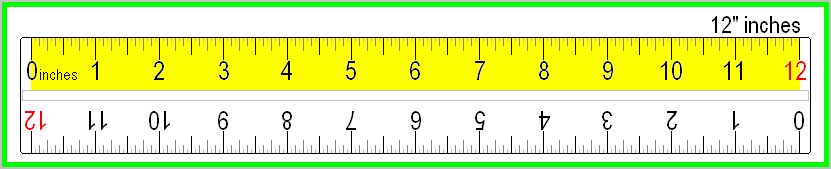 12" inches
0inches 1 2 3 4 5 6 7 8 9 10 11 12
12 11 10 9 8 7 6 5 4 3 2 1 0